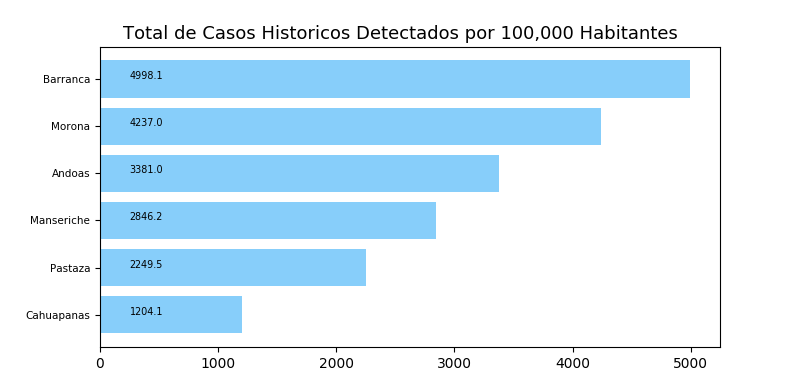 Total de Casos Historicos Detectados por 100,000 Habitantes
Barranca 4998.1
Morona 4237.0
Andoas 3381.0
Manseriche 2846.2
Pastaza 2249.5
Cahuapanas 1204.1
0 1000 2000 3000 4000 5000